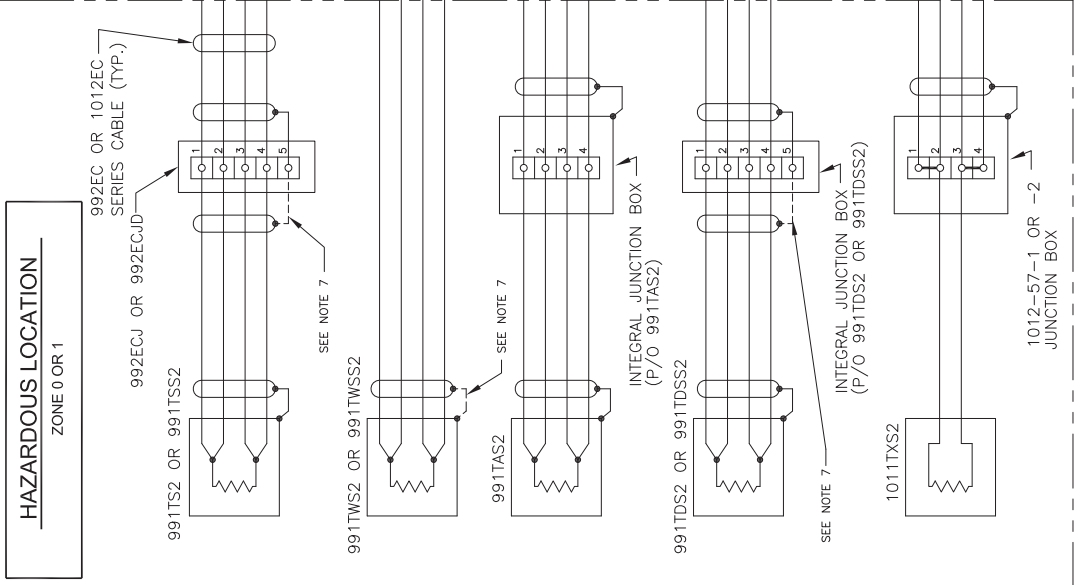 HAZARDOUS LOCATION
ZONE 0 OR 1
992EC OR 1012EC
SERIES CABLE (TYP.)
992ECJ OR 992ECJD
1
2
3
4
5
SEE NOTE 7
991TS2 OR 991TSS2
SEE NOTE 7
991TWS2 OR 991TWSS2
1
2
3
4
INTEGRAL JUNCTION BOX
(P/O 991TAS2)
991TAS2
1
2
3
4
5
INTEGRAL JUNCTION BOX
(P/O 991TDS2 OR 991TDSS2)
SEE NOTE 7
991TDS2 OR 991TDSS2
1
2
3
4
1012-57-1 OR -2
JUNCTION BOX
1011TXS2